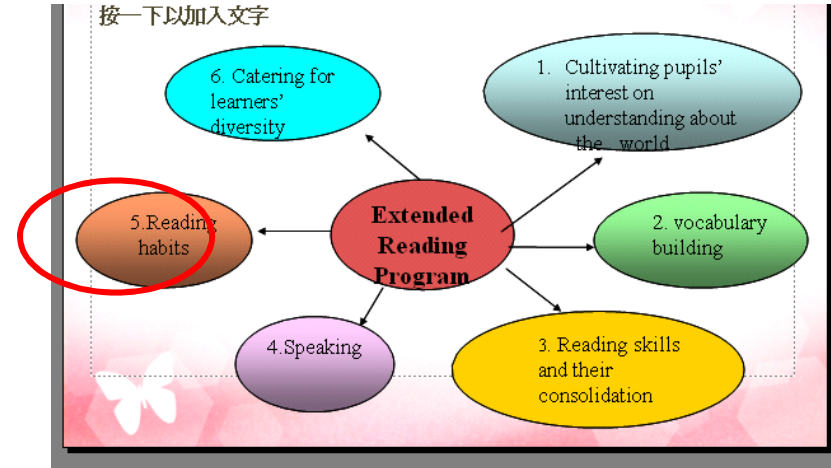 按一下以加入文字
6. Catering for
learners’
diversity
1. Cultivating pupils’
interest on
understanding about
the world
5.Reading
habits
Extended
Reading
Program
2. vocabulary
building
4.Speaking
3. Reading skills
and their
consolidation